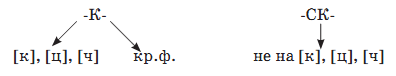 -К- -СК-
[к], [ц], [ч] кр.ф. не на [к], [ц], [ч]